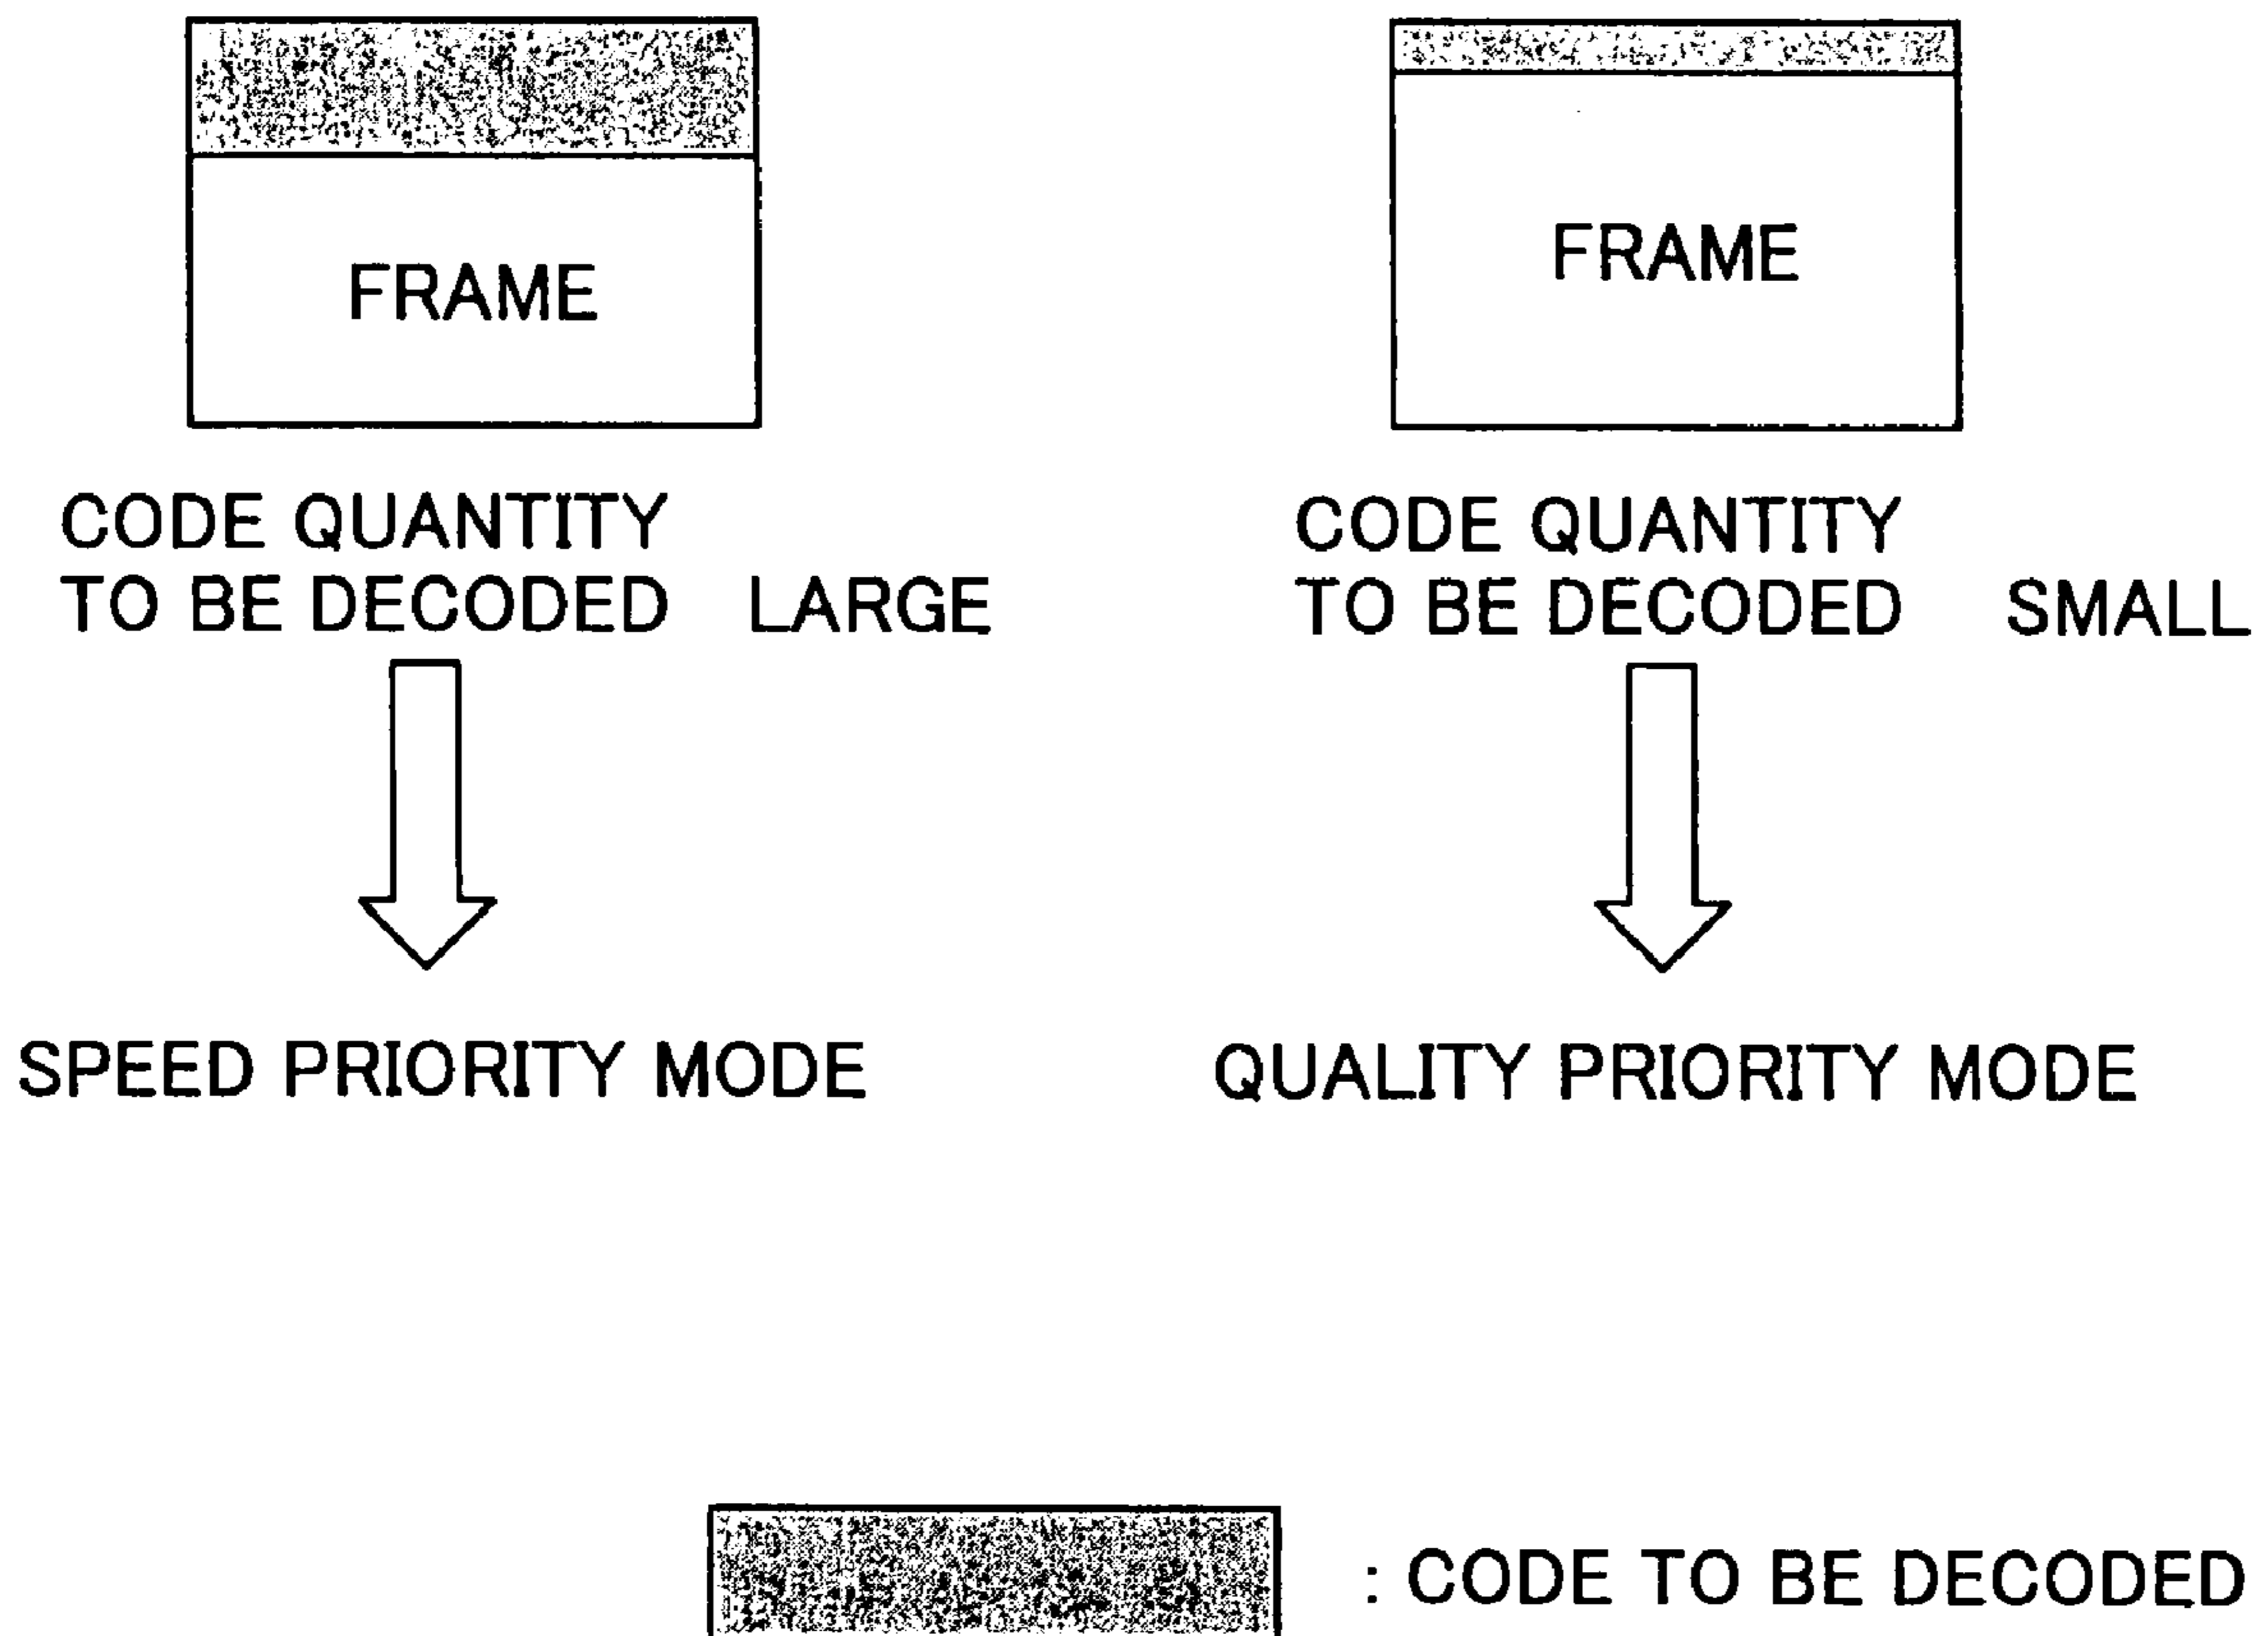 FRAME
CODE QUANTITY
TO BE DECODED LARGE
SPEED PRIORITY MODE
FRAME
CODE QUANTITY
TO BE DECODED SMALL
QUALITY PRIORITY MODE
: CODE TO BE DECODED